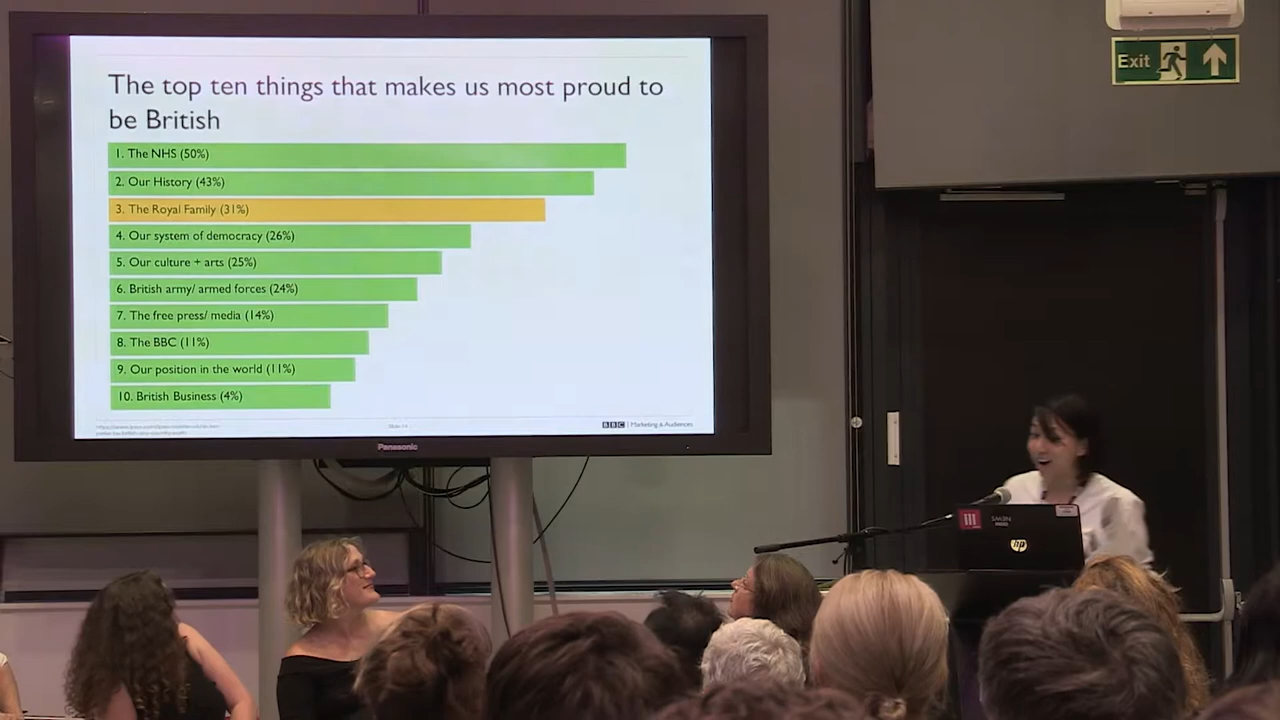 The top ten things that makes us most proud to
be British
1. The NHS (50%)
2. Our History (43%)
3. The Royal Family (31%)
4. Our system of democracy (26%)
5. Our culture + arts (25%)
6. British army/ armed forces (24%)
7. The free press/ media (14%)
8. The BBC (11%)
9. Our position in the world (11%)
10. British Business (4%)
BBC | Marketing & Audiences
Panasonic
Exit
hp